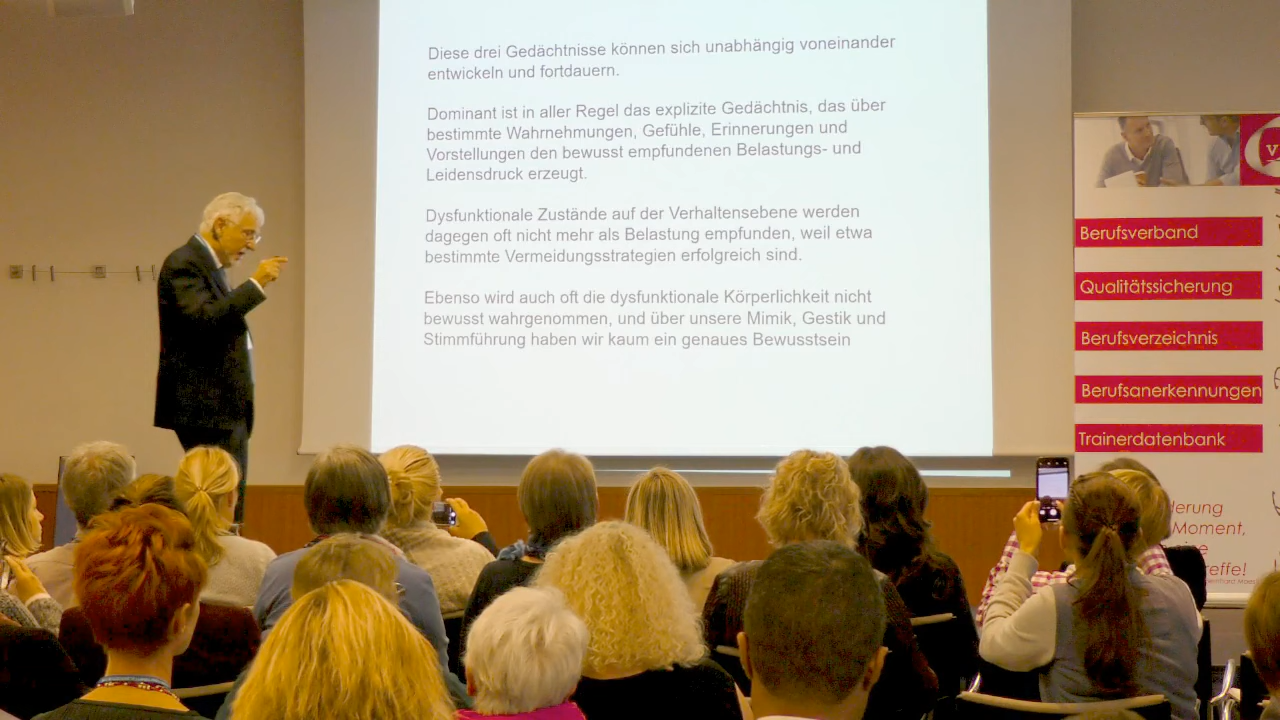 Diese drei Gedächtnisse können sich unabhängig voneinander
entwickeln und fortdauern.
Dominant ist in aller Regel das explizite Gedächtnis, das über
bestimmte Wahrnehmungen, Gefühle, Erinnerungen und
Vorstellungen den bewusst empfundenen Belastungs- und
Leidensdruck erzeugt.
Dysfunktionale Zustände auf der Verhaltensebene werden
dagegen oft nicht mehr als Belastung empfunden, weil etwa
bestimmte Vermeidungsstrategien erfolgreich sind.
Ebenso wird auch oft die dysfunktionale Körperlichkeit nicht
bewusst wahrgenommen, und über unsere Mimik, Gestik und
Stimmführung haben wir kaum ein genaues Bewusstsein
V
Berufsverband
Qualitätssicherung
Berufsverzeichnis
Berufsanerkennungen
Trainerdatenbank
Moment,